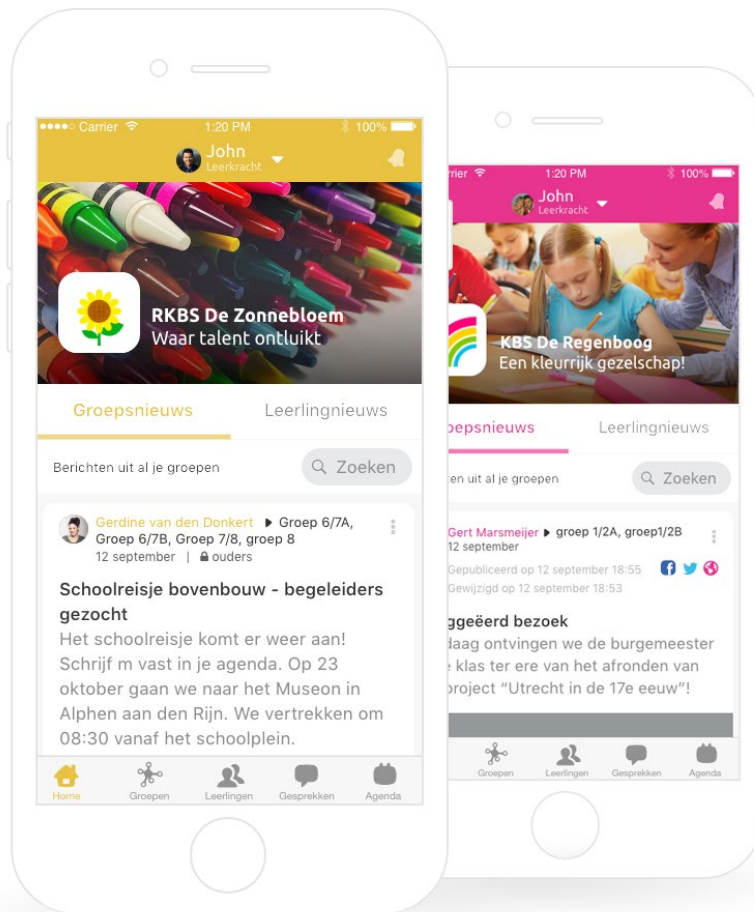 Carrier
1:20 PM
100%
John
Leerkracht
RKBS De Zonnebloem
Waar talent ontluikt
Groepsnieuws
Leerlingnieuws
Berichten uit al je groepen
Zoeken
Gerdine van den Donkert ▶ Groep 6/7A,
Groep 6/7B, Groep 7/8, groep 8
12 september | ouders
Schoolreisje bovenbouw - begeleiders
gezocht
Het schoolreisje komt er weer aan!
Schrijf m vast in je agenda. Op 23
oktober gaan we naar het Museon in
Alphen aan den Rijn. We vertrekken om
08:30 vanaf het schoolplein.
Home
Groepen
Leerlingen
Gesprekken
Agenda
rrier
1:20 PM
100%
John
Leerkracht
KBS De Regenboog
Een kleurrijk gezelschap!
oepsnieuws
Leerlingnieuws
ten uit al je groepen
Zoeken
Gert Marsmeijer ▶ groep 1/2A, groep1/2B
12 september
Gepubliceerd op 12 september 18:55
Gewijzigd op 12 september 18:53
ggeëerd bezoek
daag ontvingen we de burgemeester
klas ter ere van het afronden van
project “Utrecht in de 17e eeuw”!
Groepen
Leerlingen
Gesprekken
Agenda